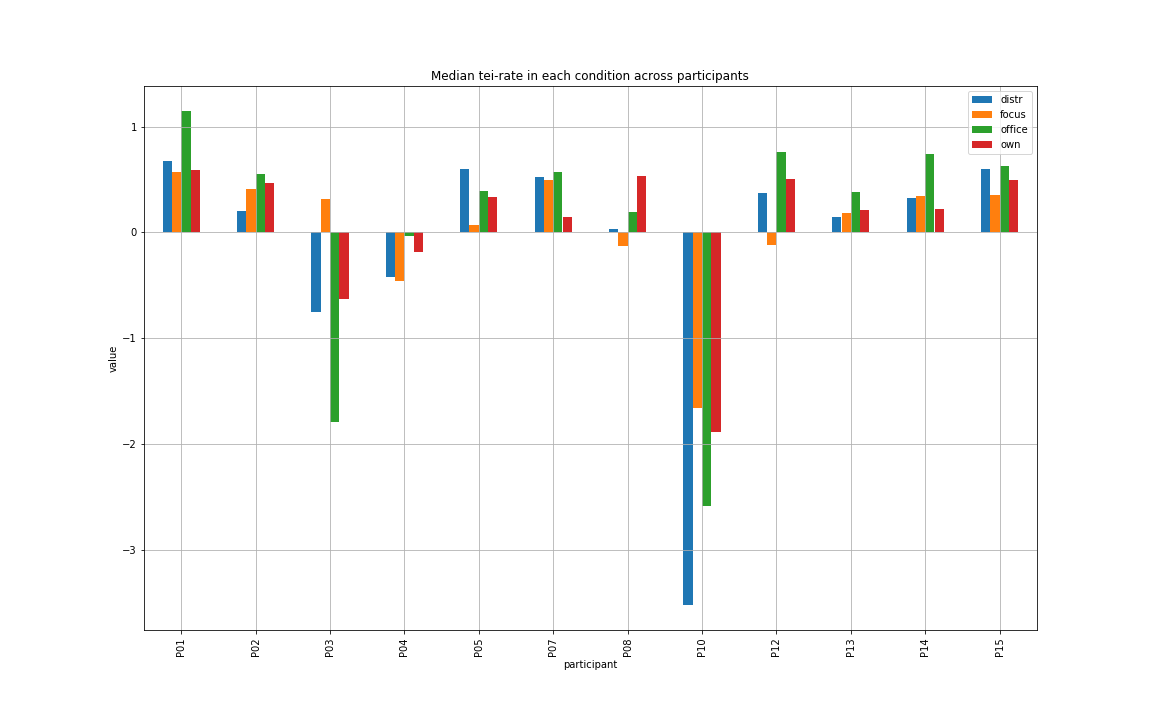 Median tei-rate in each condition across participants
distr
focus
office
own
1
0
−1
−2
−3
value
P01
P02
P03
P04
P05
P07
P08
P10
P12
P13
P14
P15
participant